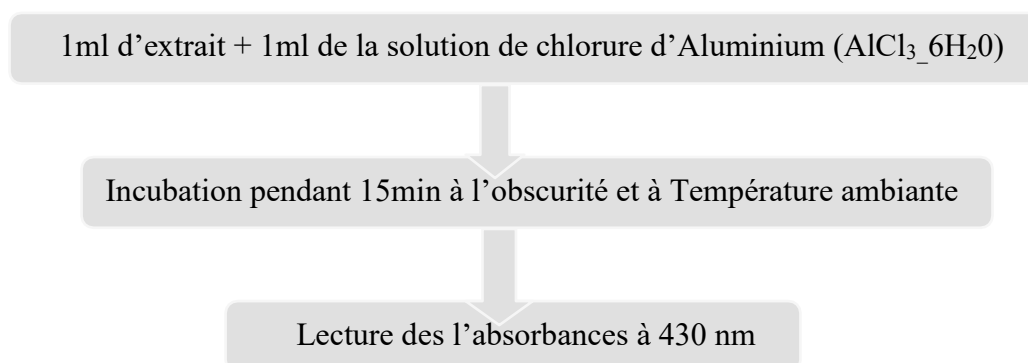 1ml d’extrait + 1ml de la solution de chlorure d’Aluminium (AlCl₃_6H₂0)
Incubation pendant 15min à l’obscurité et à Température ambiante
Lecture des l’absorbances à 430 nm